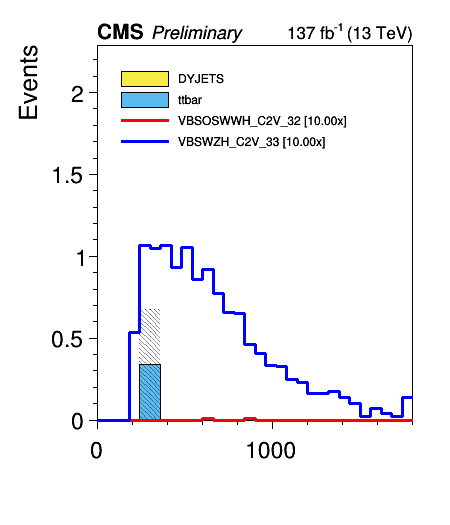 CMS Preliminary 137 fb⁻¹ (13 TeV)
Events
DYJETS
ttbar
VBSOSWWH_C2V_32 [10.00x]
VBSWZH_C2V_33 [10.00x]
2
1.5
1
0.5
0
0 1000